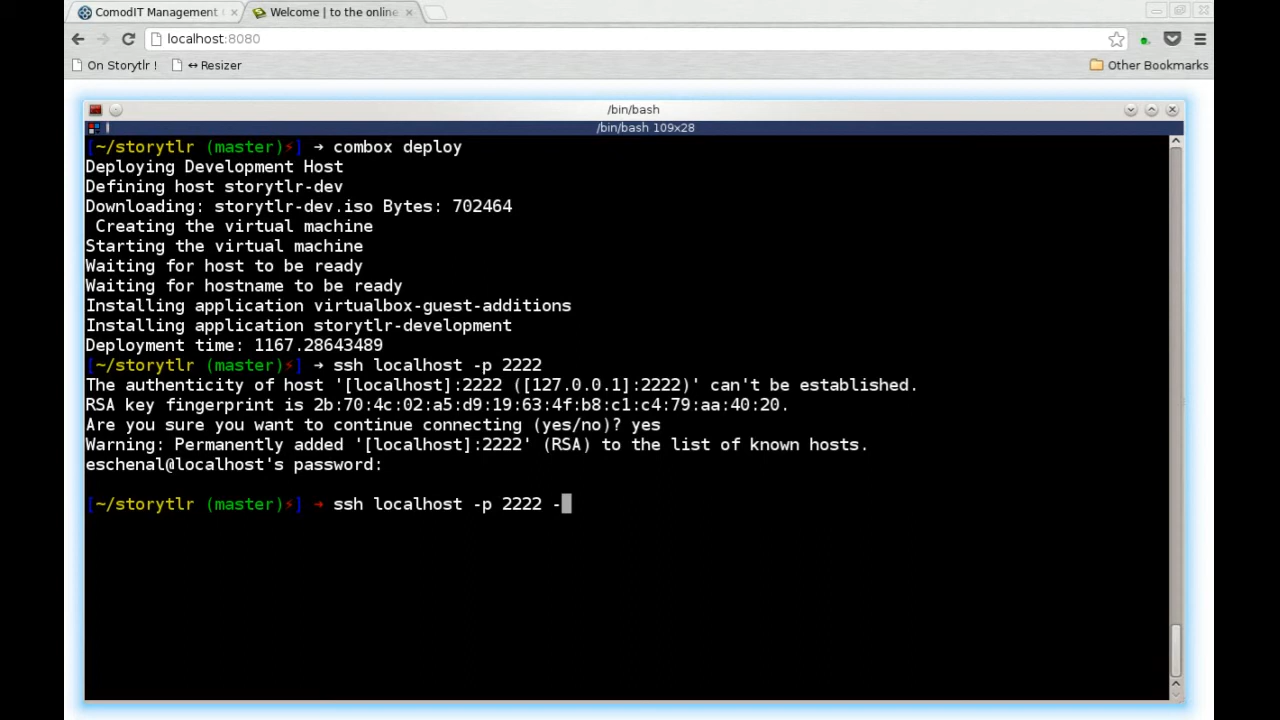 ComodIT Management
Welcome | to the online
localhost:8080
On Storytlr !
↔ Resizer
Other Bookmarks
/bin/bash
/bin/bash 109x28
[~/storytlr (master)⚡] → combox deploy
Deploying Development Host
Defining host storytlr-dev
Downloading: storytlr-dev.iso Bytes: 702464
Creating the virtual machine
Starting the virtual machine
Waiting for host to be ready
Waiting for hostname to be ready
Installing application virtualbox-guest-additions
Installing application storytlr-development
Deployment time: 1167.28643489
[~/storytlr (master)⚡] → ssh localhost -p 2222
The authenticity of host '[localhost]:2222 ([127.0.0.1]:2222)' can't be established.
RSA key fingerprint is 2b:70:4c:02:a5:d9:19:63:4f:b8:c1:c4:79:aa:40:20.
Are you sure you want to continue connecting (yes/no)? yes
Warning: Permanently added '[localhost]:2222' (RSA) to the list of known hosts.
eschenal@localhost's password:
[~/storytlr (master)⚡] → ssh localhost -p 2222 -